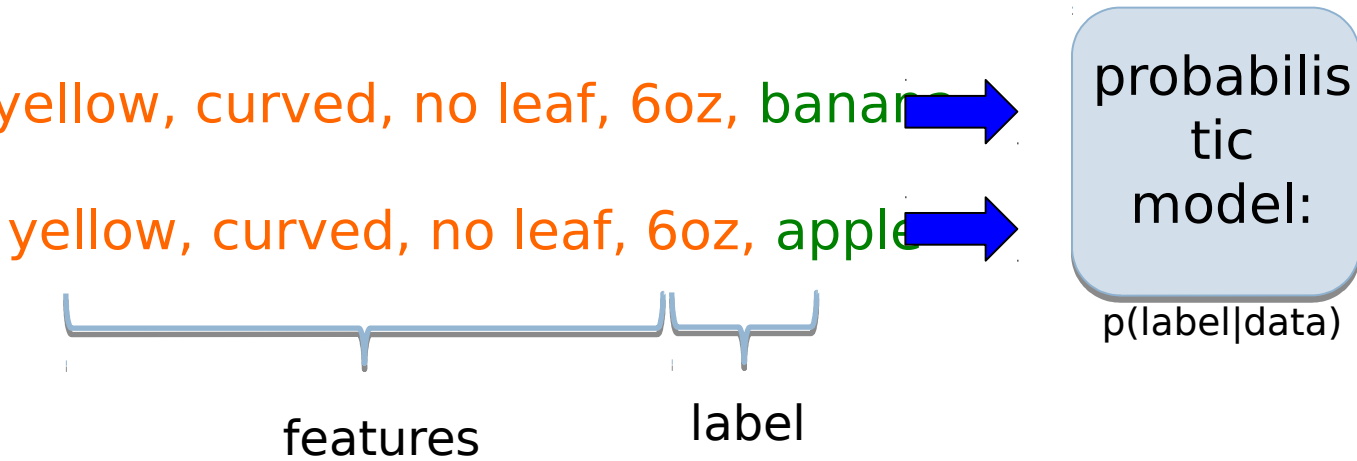 yellow, curved, no leaf, 6oz, banana
yellow, curved, no leaf, 6oz, apple
features
label
probabilis
tic
model:
p(label|data)